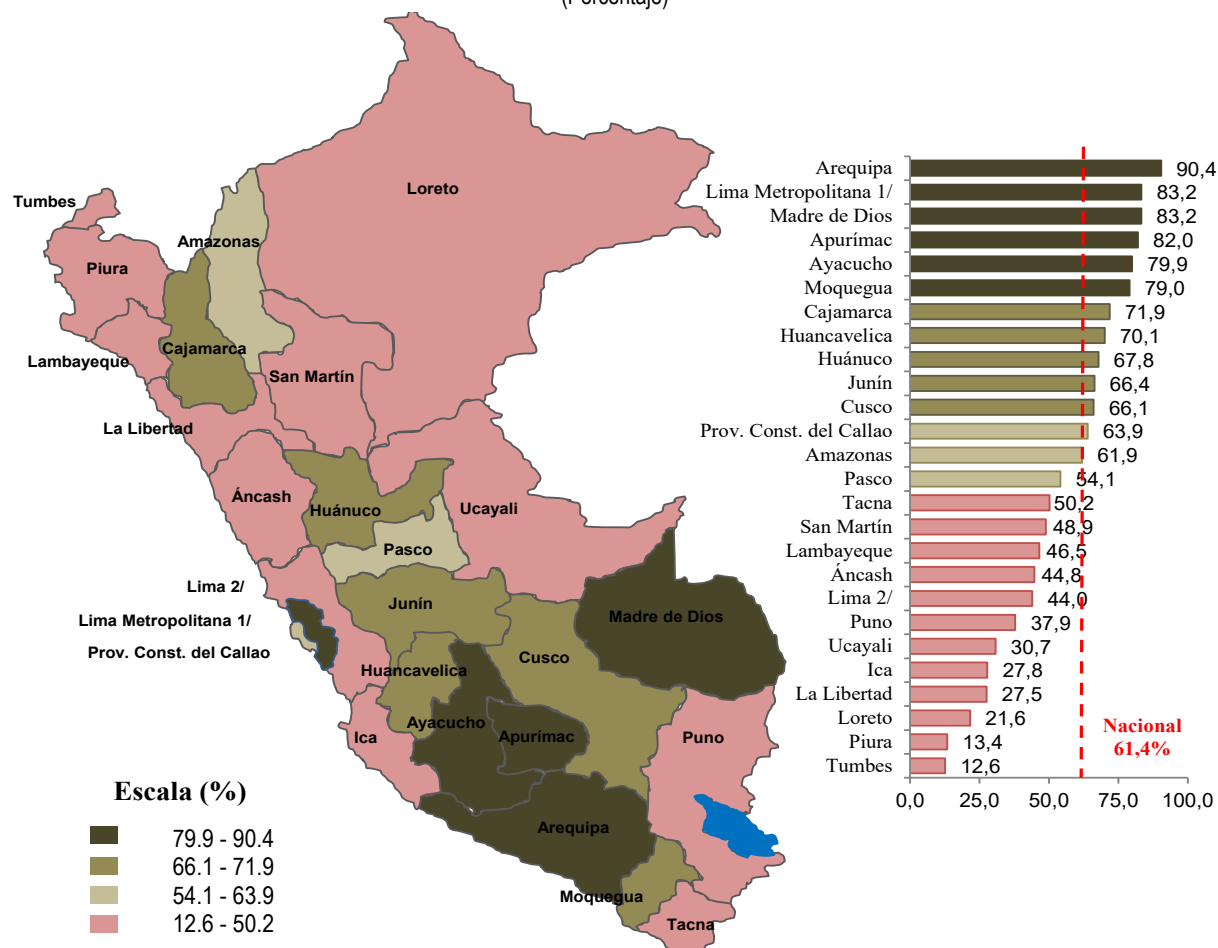 (Porcentaje)
Loreto
Tumbes
Amazonas
Piura
Lambayeque
Cajamarca
San Martín
La Libertad
Áncash
Huánuco
Ucayali
Pasco
Lima 2/
Junín
Lima Metropolitana 1/
Madre de Dios
Prov. Const. del Callao
Huancavelica
Cusco
Ayacucho
Ica
Apurímac
Puno
Arequipa
Moquegua
Tacna
Escala (%)
79.9 - 90.4
66.1 - 71.9
54.1 - 63.9
12.6 - 50.2
Arequipa 90,4
Lima Metropolitana 1/ 83,2
Madre de Dios 83,2
Apurímac 82,0
Ayacucho 79,9
Moquegua 79,0
Cajamarca 71,9
Huancavelica 70,1
Huánuco 67,8
Junín 66,4
Cusco 66,1
Prov. Const. del Callao 63,9
Amazonas 61,9
Pasco 54,1
Tacna 50,2
San Martín 48,9
Lambayeque 46,5
Áncash 44,8
Lima 2/ 44,0
Puno 37,9
Ucayali 30,7
Ica 27,8
La Libertad 27,5
Loreto 21,6
Piura 13,4
Tumbes 12,6
Nacional
61,4%
0,0 25,0 50,0 75,0 100,0